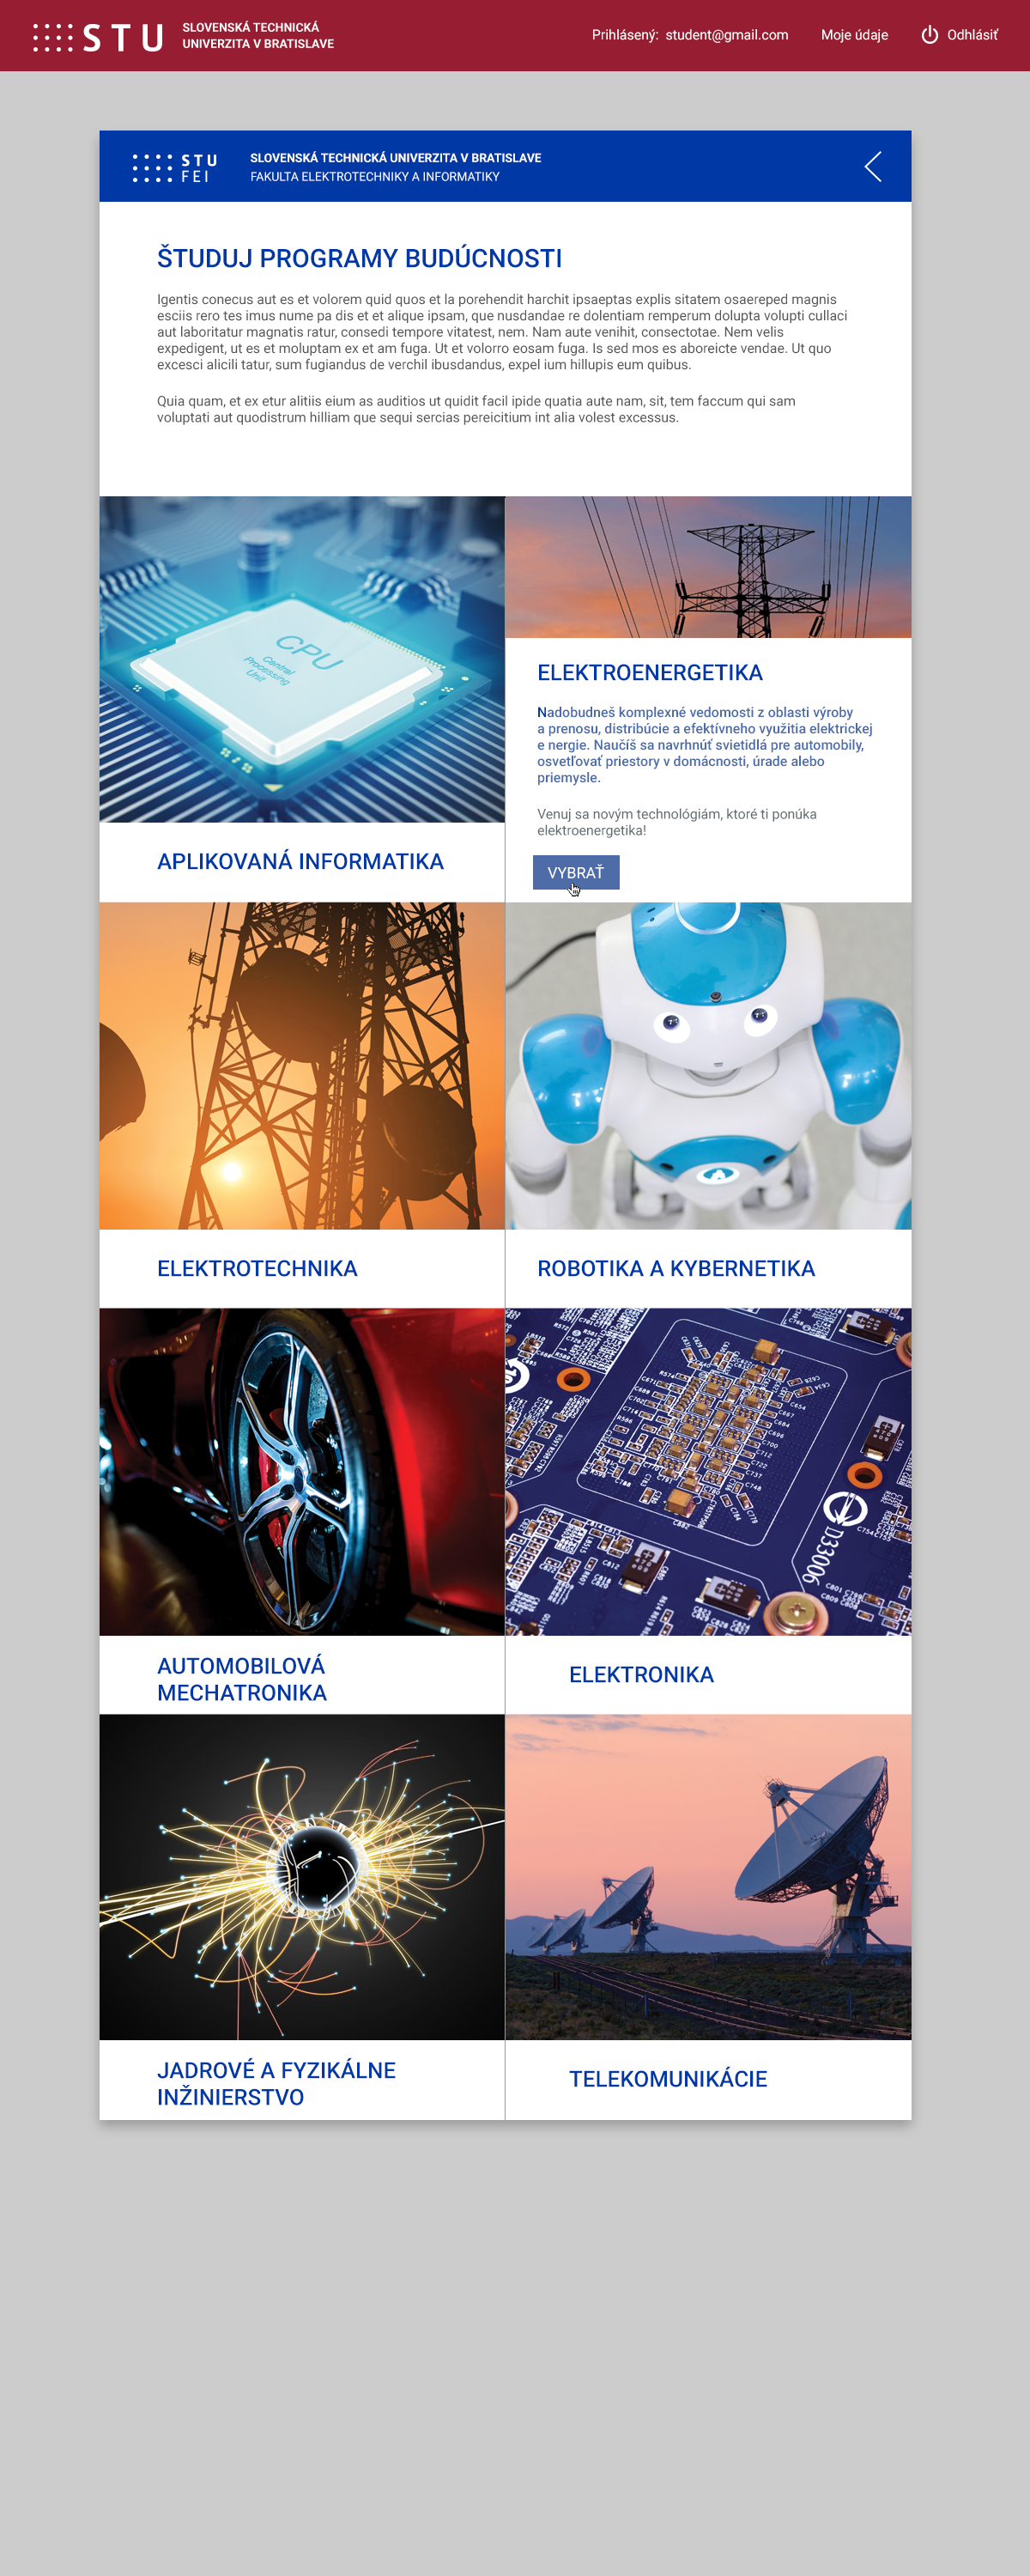 STU
SLOVENSKÁ TECHNICKÁ
UNIVERZITA V BRATISLAVE
Prihlásený: student@gmail.com
Moje údaje
Odhlásiť
STU
FEI
SLOVENSKÁ TECHNICKÁ UNIVERZITA V BRATISLAVE
FAKULTA ELEKTROTECHNIKY A INFORMATIKY
ŠTUDUJ PROGRAMY BUDÚCNOSTI
Igentis conecus aut es et volorem quid quos et la porehendit harchit ipsaeptas explis sitatem osaereped magnis
esciis rero tes imus nume pa dis et et alique ipsam, que nusdandae re dolentiam remperum dolupta volupti cullaci
aut laboritatur magnatis ratur, consedi tempore vitatest, nem. Nam aute venihit, consectotae. Nem velis
expedigent, ut es et moluptam ex et am fuga. Ut et volorro eosam fuga. Is sed mos es aboreicte vendae. Ut quo
excesci alicili tatur, sum fugiandus de verchil ibusdandus, expel ium hillupis eum quibus.
Quia quam, et ex etur alitiis eium as auditios ut quidit facil ipide quatia aute nam, sit, tem faccum qui sam
voluptati aut quodistrum hilliam que sequi sercias pereicitium int alia volest excessus.
CPU
Central
Processing
Unit
APLIKOVANÁ INFORMATIKA
ELEKTROENERGETIKA
Nadobudneš komplexné vedomosti z oblasti výroby
a prenosu, distribúcie a efektívneho využitia elektrickej
e nergie. Naučíš sa navrhnúť svietidlá pre automobily,
osvetľovať priestory v domácnosti, úrade alebo
priemysle.
Venuj sa novým technológiám, ktoré ti ponúka
elektroenergetika!
VYBRAŤ
ELEKTROTECHNIKA
ROBOTIKA A KYBERNETIKA
D33006
AUTOMOBILOVÁ
MECHATRONIKA
ELEKTRONIKA
JADROVÉ A FYZIKÁLNE
INŽINIERSTVO
TELEKOMUNIKÁCIE